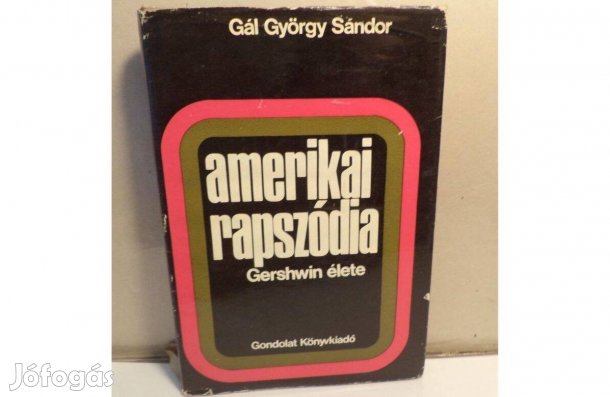 Gál György Sándor
amerikai
rapszódia
Gershwin élete
Gondolat Könyvkiadó
Jófogás